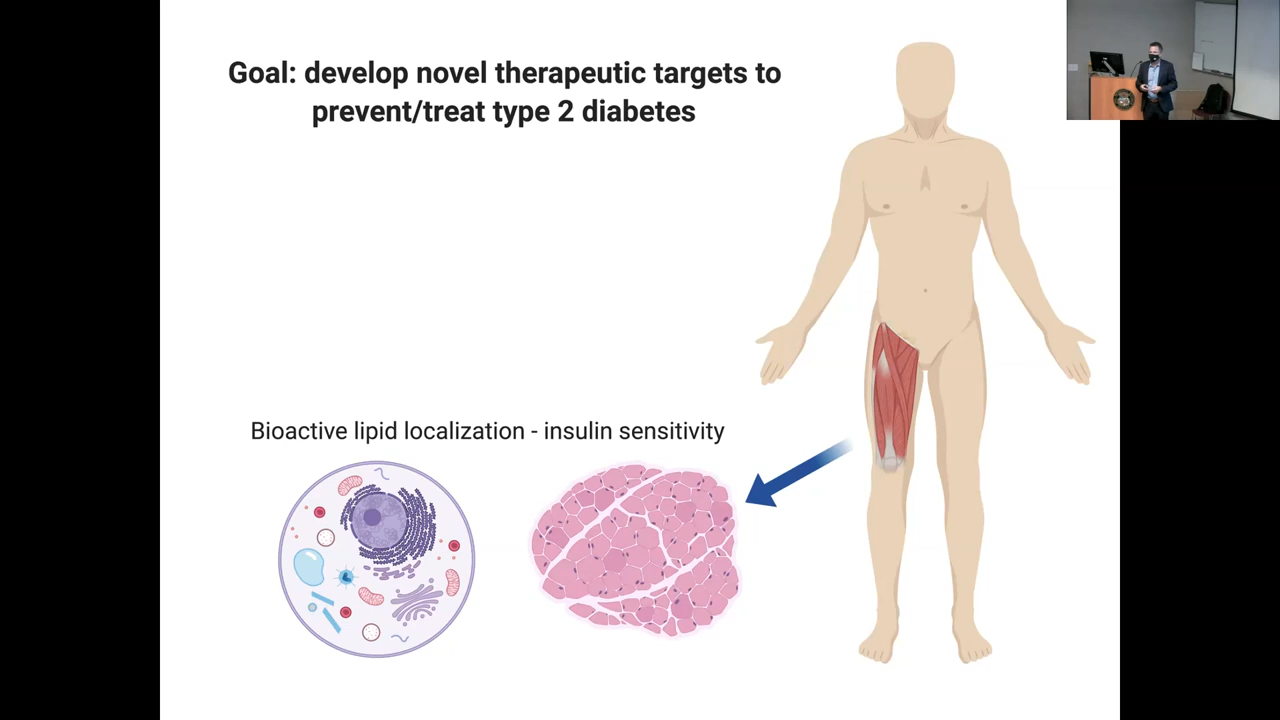 Goal: develop novel therapeutic targets to
prevent/treat type 2 diabetes
Bioactive lipid localization - insulin sensitivity